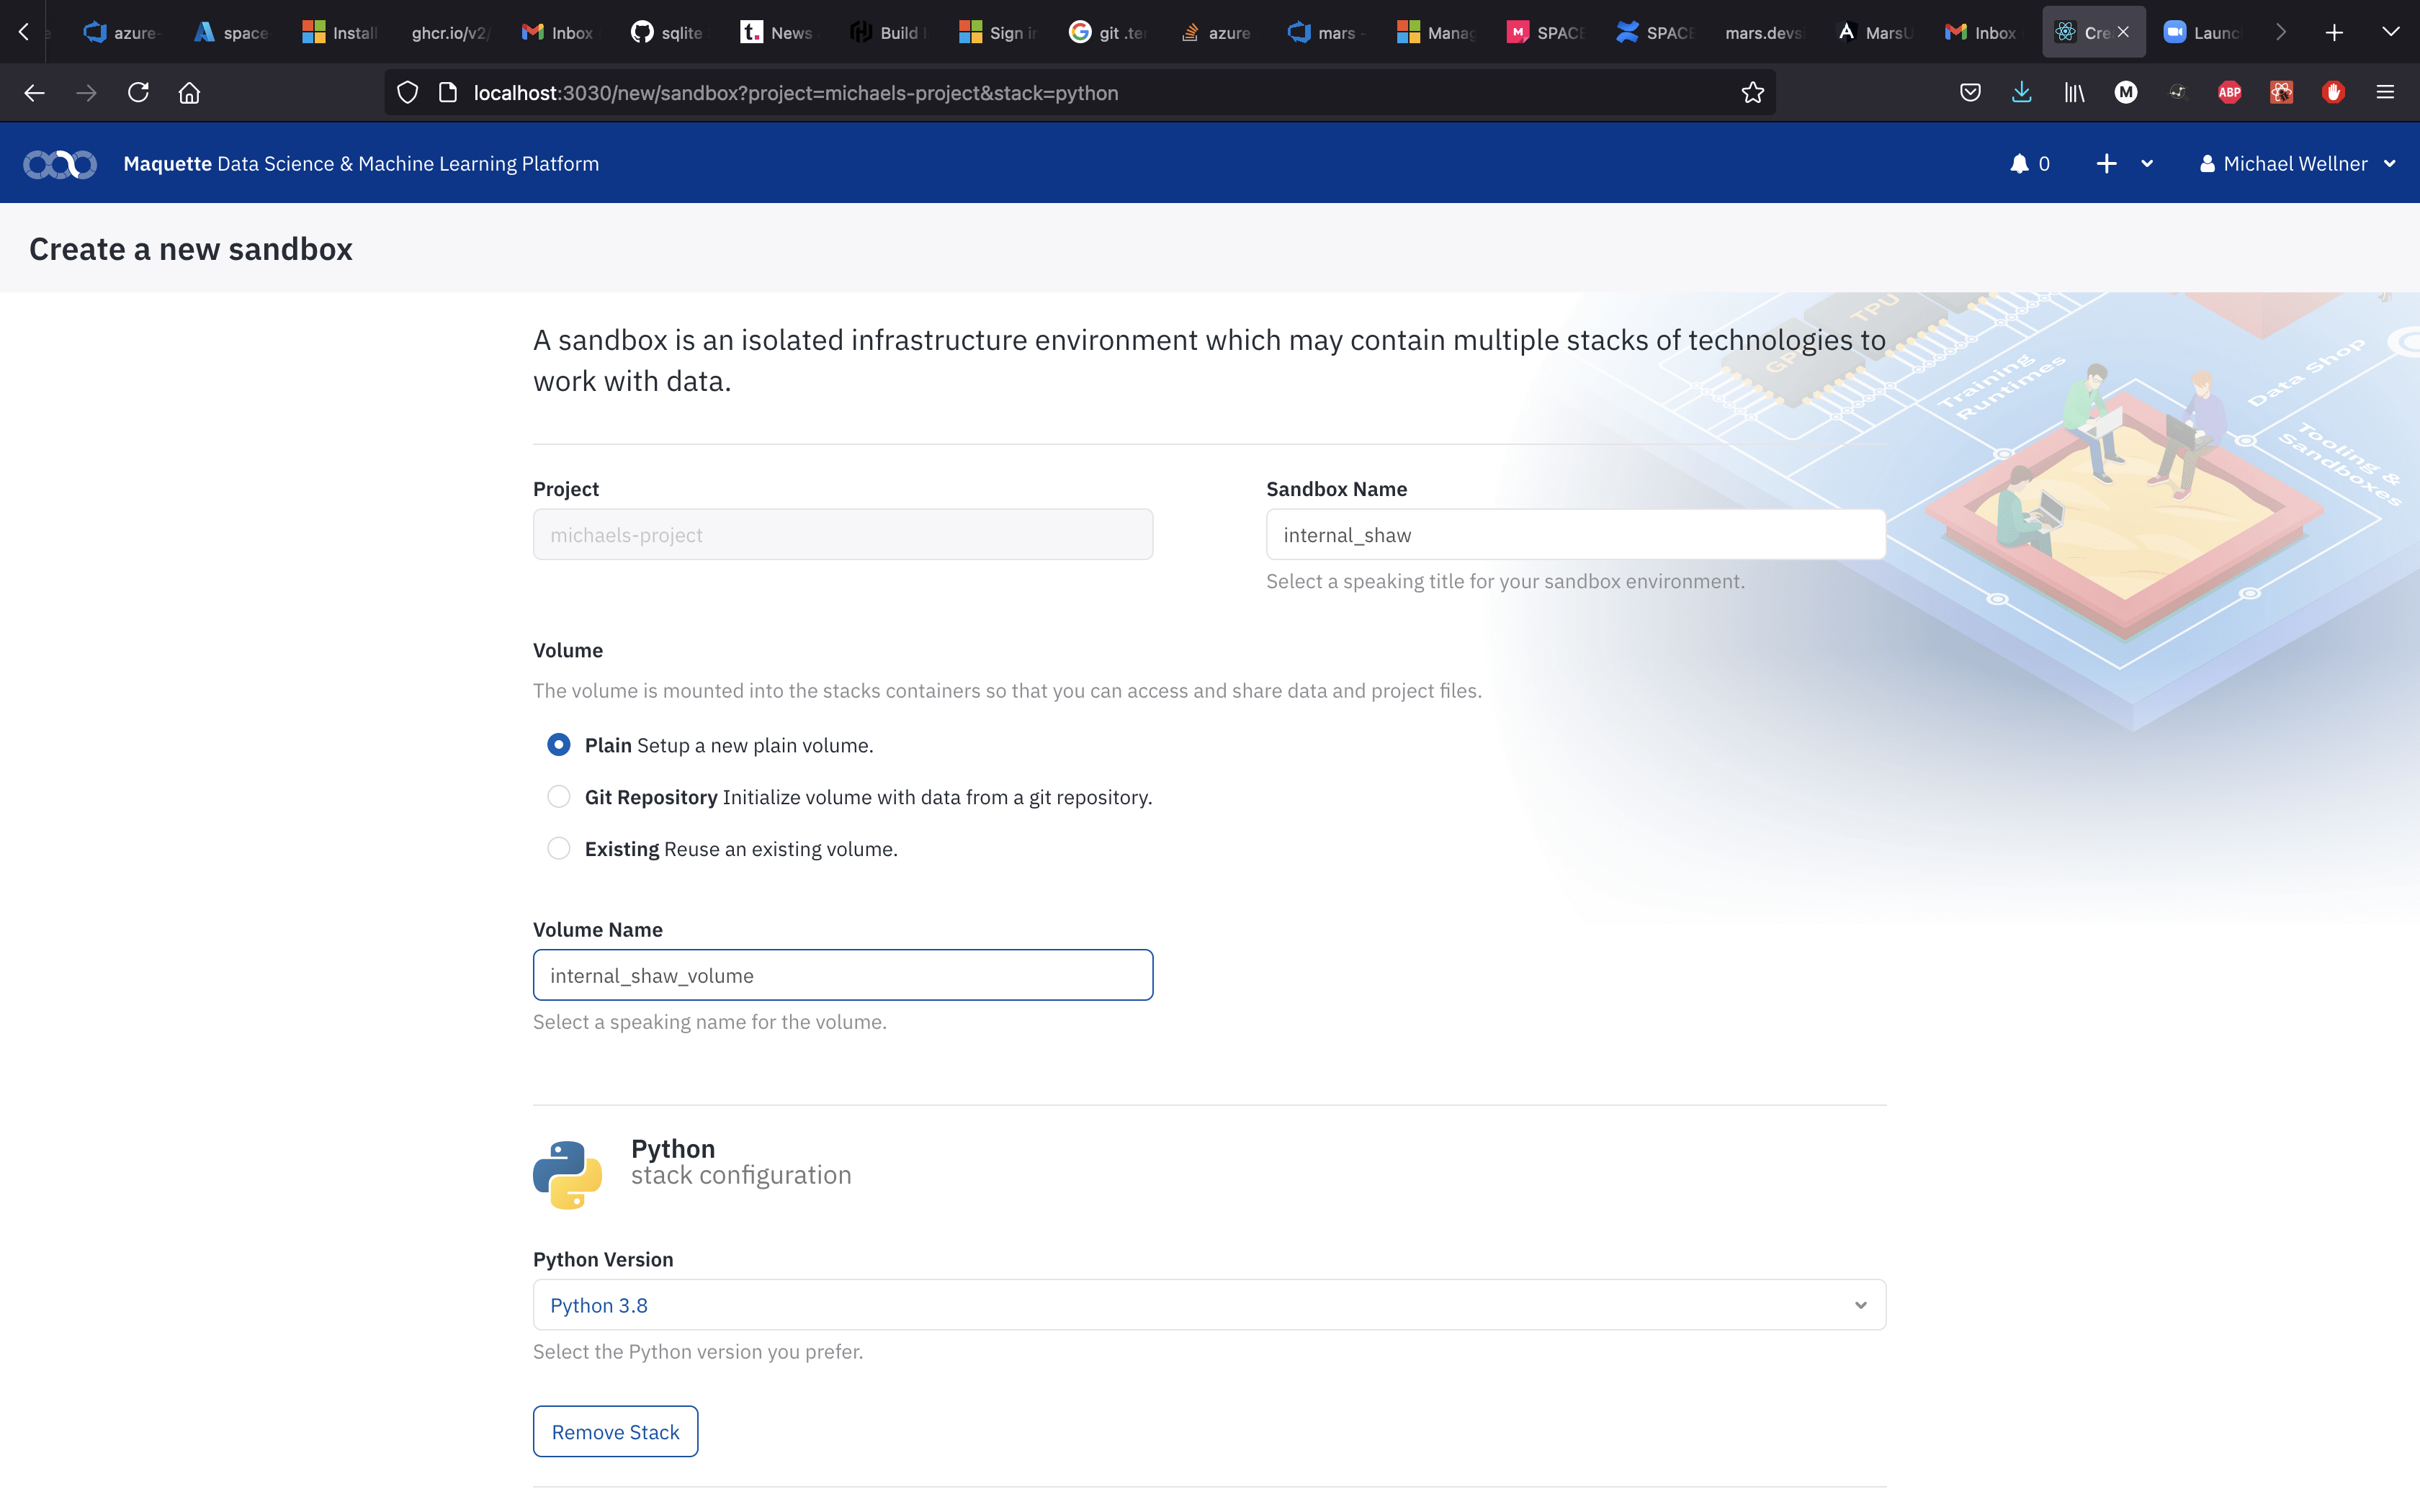 azure-
space
Install
ghcr.io/v2/
Inbox
sqlite
News
Build
Sign in
git .ter
azure
mars -
Manag
SPACE
SPACE
mars.devs
MarsU
Inbox
Cre
Launc
localhost:3030/new/sandbox?project=michaels-project&stack=python
ABP
Maquette Data Science & Machine Learning Platform
0
Michael Wellner
Create a new sandbox
A sandbox is an isolated infrastructure environment which may contain multiple stacks of technologies to
work with data.
TPU
GPU
Training
Runtimes
Data Shop
Tooling &
Sandboxes
Project
michaels-project
Sandbox Name
internal_shaw
Select a speaking title for your sandbox environment.
Volume
The volume is mounted into the stacks containers so that you can access and share data and project files.
Plain Setup a new plain volume.
Git Repository Initialize volume with data from a git repository.
Existing Reuse an existing volume.
Volume Name
internal_shaw_volume
Select a speaking name for the volume.
Python
stack configuration
Python Version
Python 3.8
Select the Python version you prefer.
Remove Stack